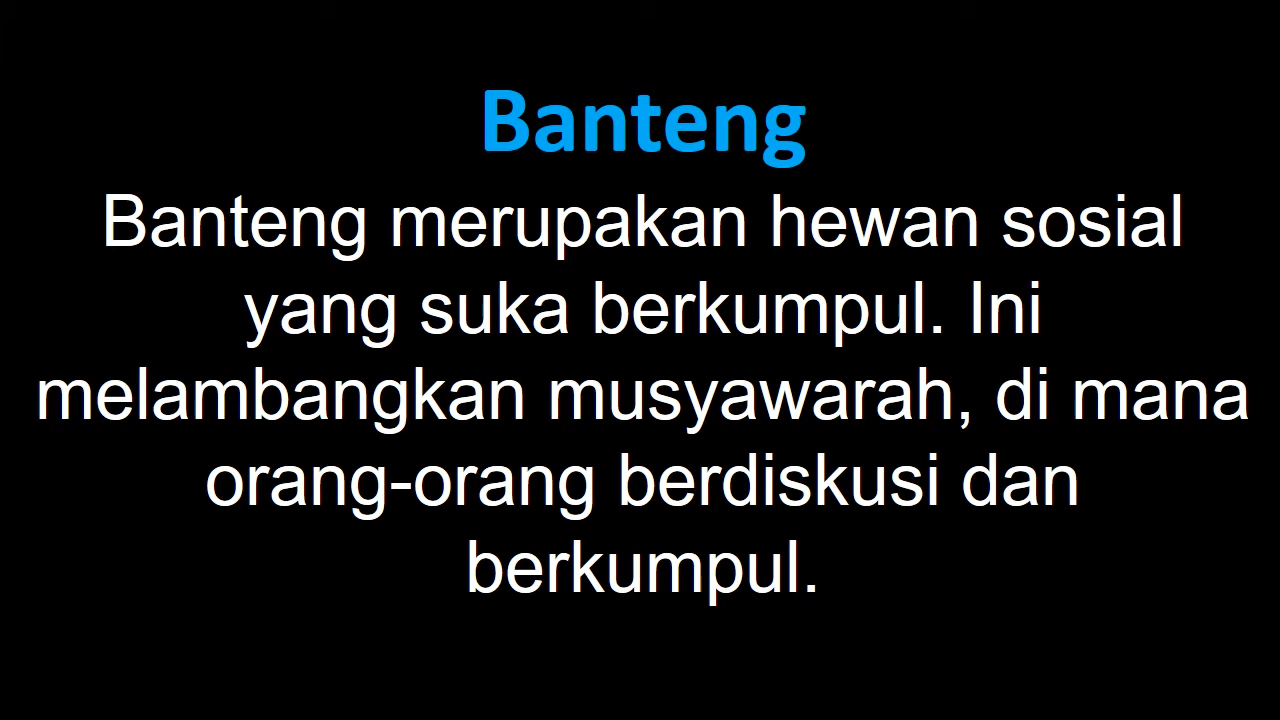 Banteng
Banteng merupakan hewan sosial
yang suka berkumpul. Ini
melambangkan musyawarah, di mana
orang-orang berdiskusi dan
berkumpul.